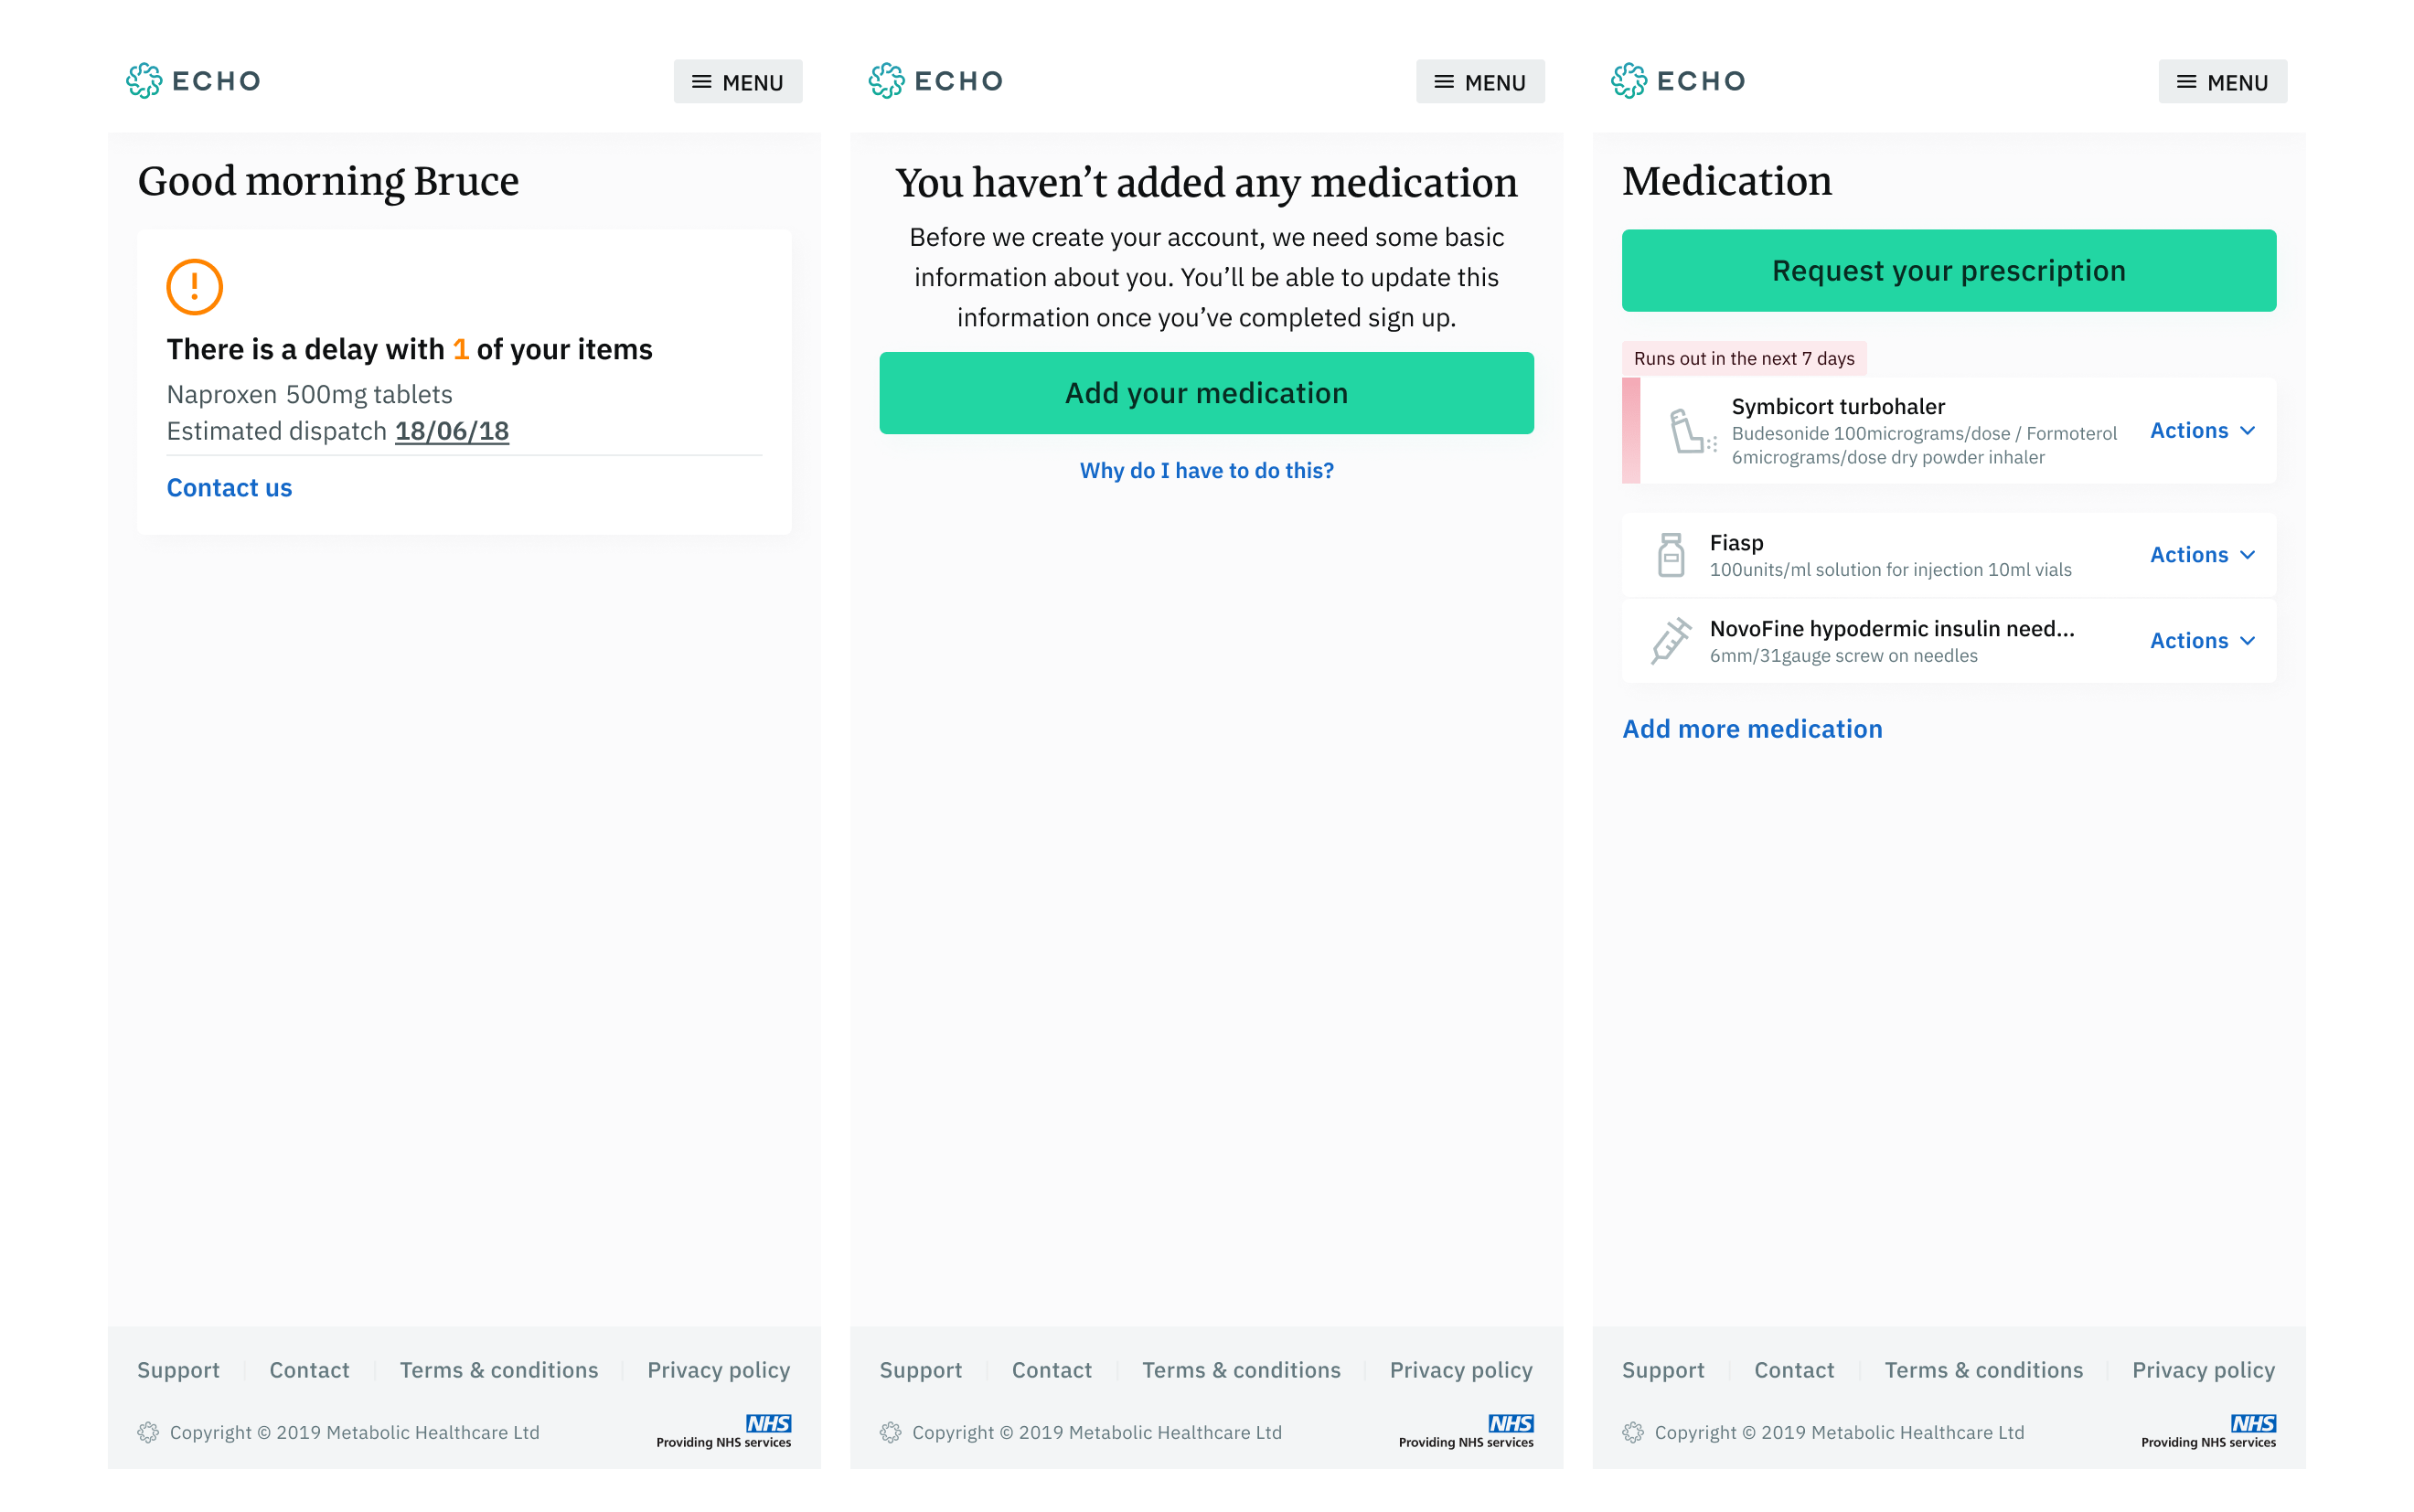 ECHO
MENU
Good morning Bruce
There is a delay with 1 of your items
Naproxen 500mg tablets
Estimated dispatch 18/06/18
Contact us
Support
Contact
Terms & conditions
Privacy policy
Copyright © 2019 Metabolic Healthcare Ltd
NHS
Providing NHS services
ECHO
MENU
You haven’t added any medication
Before we create your account, we need some basic
information about you. You’ll be able to update this
information once you’ve completed sign up.
Add your medication
Why do I have to do this?
Support
Contact
Terms & conditions
Privacy policy
Copyright © 2019 Metabolic Healthcare Ltd
NHS
Providing NHS services
ECHO
MENU
Medication
Request your prescription
Runs out in the next 7 days
Symbicort turbohaler
Budesonide 100micrograms/dose / Formoterol
6micrograms/dose dry powder inhaler
Actions
Fiasp
100units/ml solution for injection 10ml vials
Actions
NovoFine hypodermic insulin need...
6mm/31gauge screw on needles
Actions
Add more medication
Support
Contact
Terms & conditions
Privacy policy
Copyright © 2019 Metabolic Healthcare Ltd
NHS
Providing NHS services